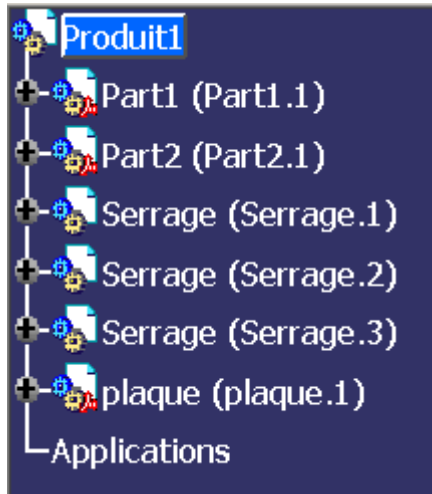 Produit1
Part1 (Part1.1)
Part2 (Part2.1)
Serrage (Serrage.1)
Serrage (Serrage.2)
Serrage (Serrage.3)
plaque (plaque.1)
Applications